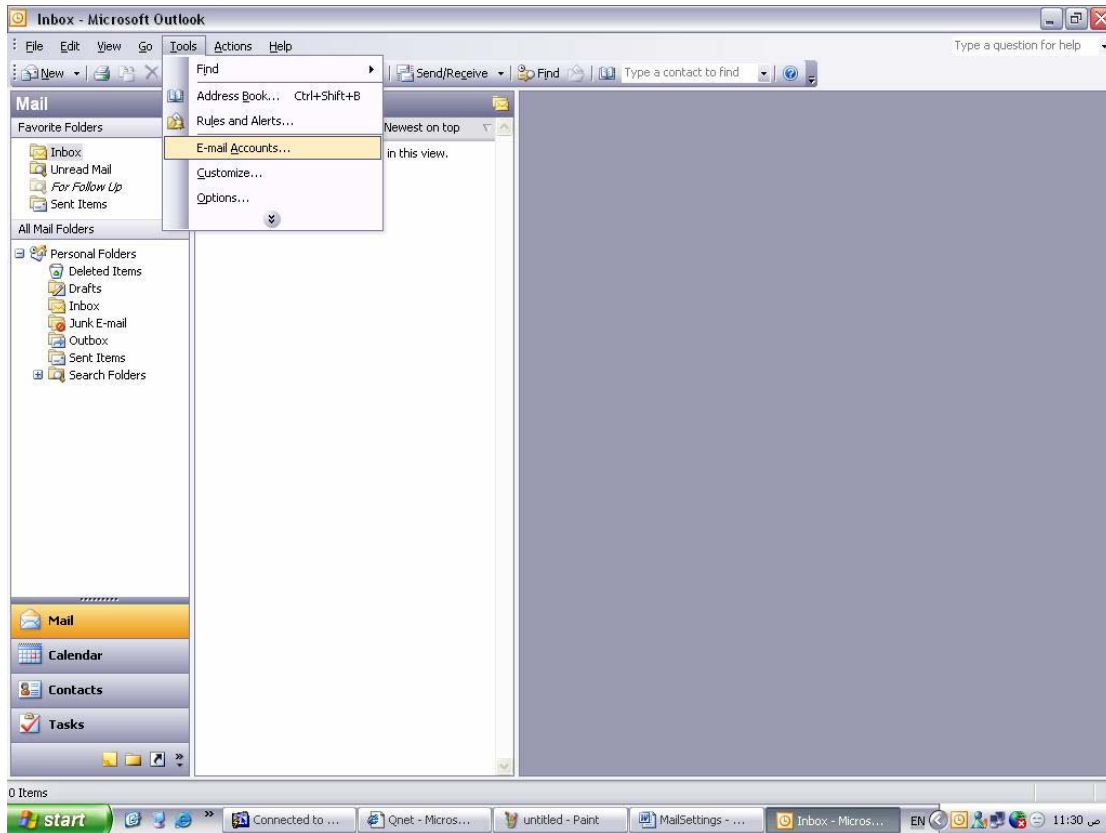 Inbox - Microsoft Outlook
File Edit View Go Tools Actions Help Type a question for help
New Send/Receive Find Type a contact to find
Find
Address Book... Ctrl+Shift+B
Rules and Alerts...
E-mail Accounts...
Customize...
Options...
Mail
Favorite Folders
Inbox
Unread Mail
For Follow Up
Sent Items
Newest on top
in this view.
All Mail Folders
Personal Folders
Deleted Items
Drafts
Inbox
Junk E-mail
Outbox
Sent Items
Search Folders
Mail
Calendar
Contacts
Tasks
0 Items
start Connected to ... Qnet - Micros... untitled - Paint MailSettings - ... Inbox - Micros... EN 11:30 ص